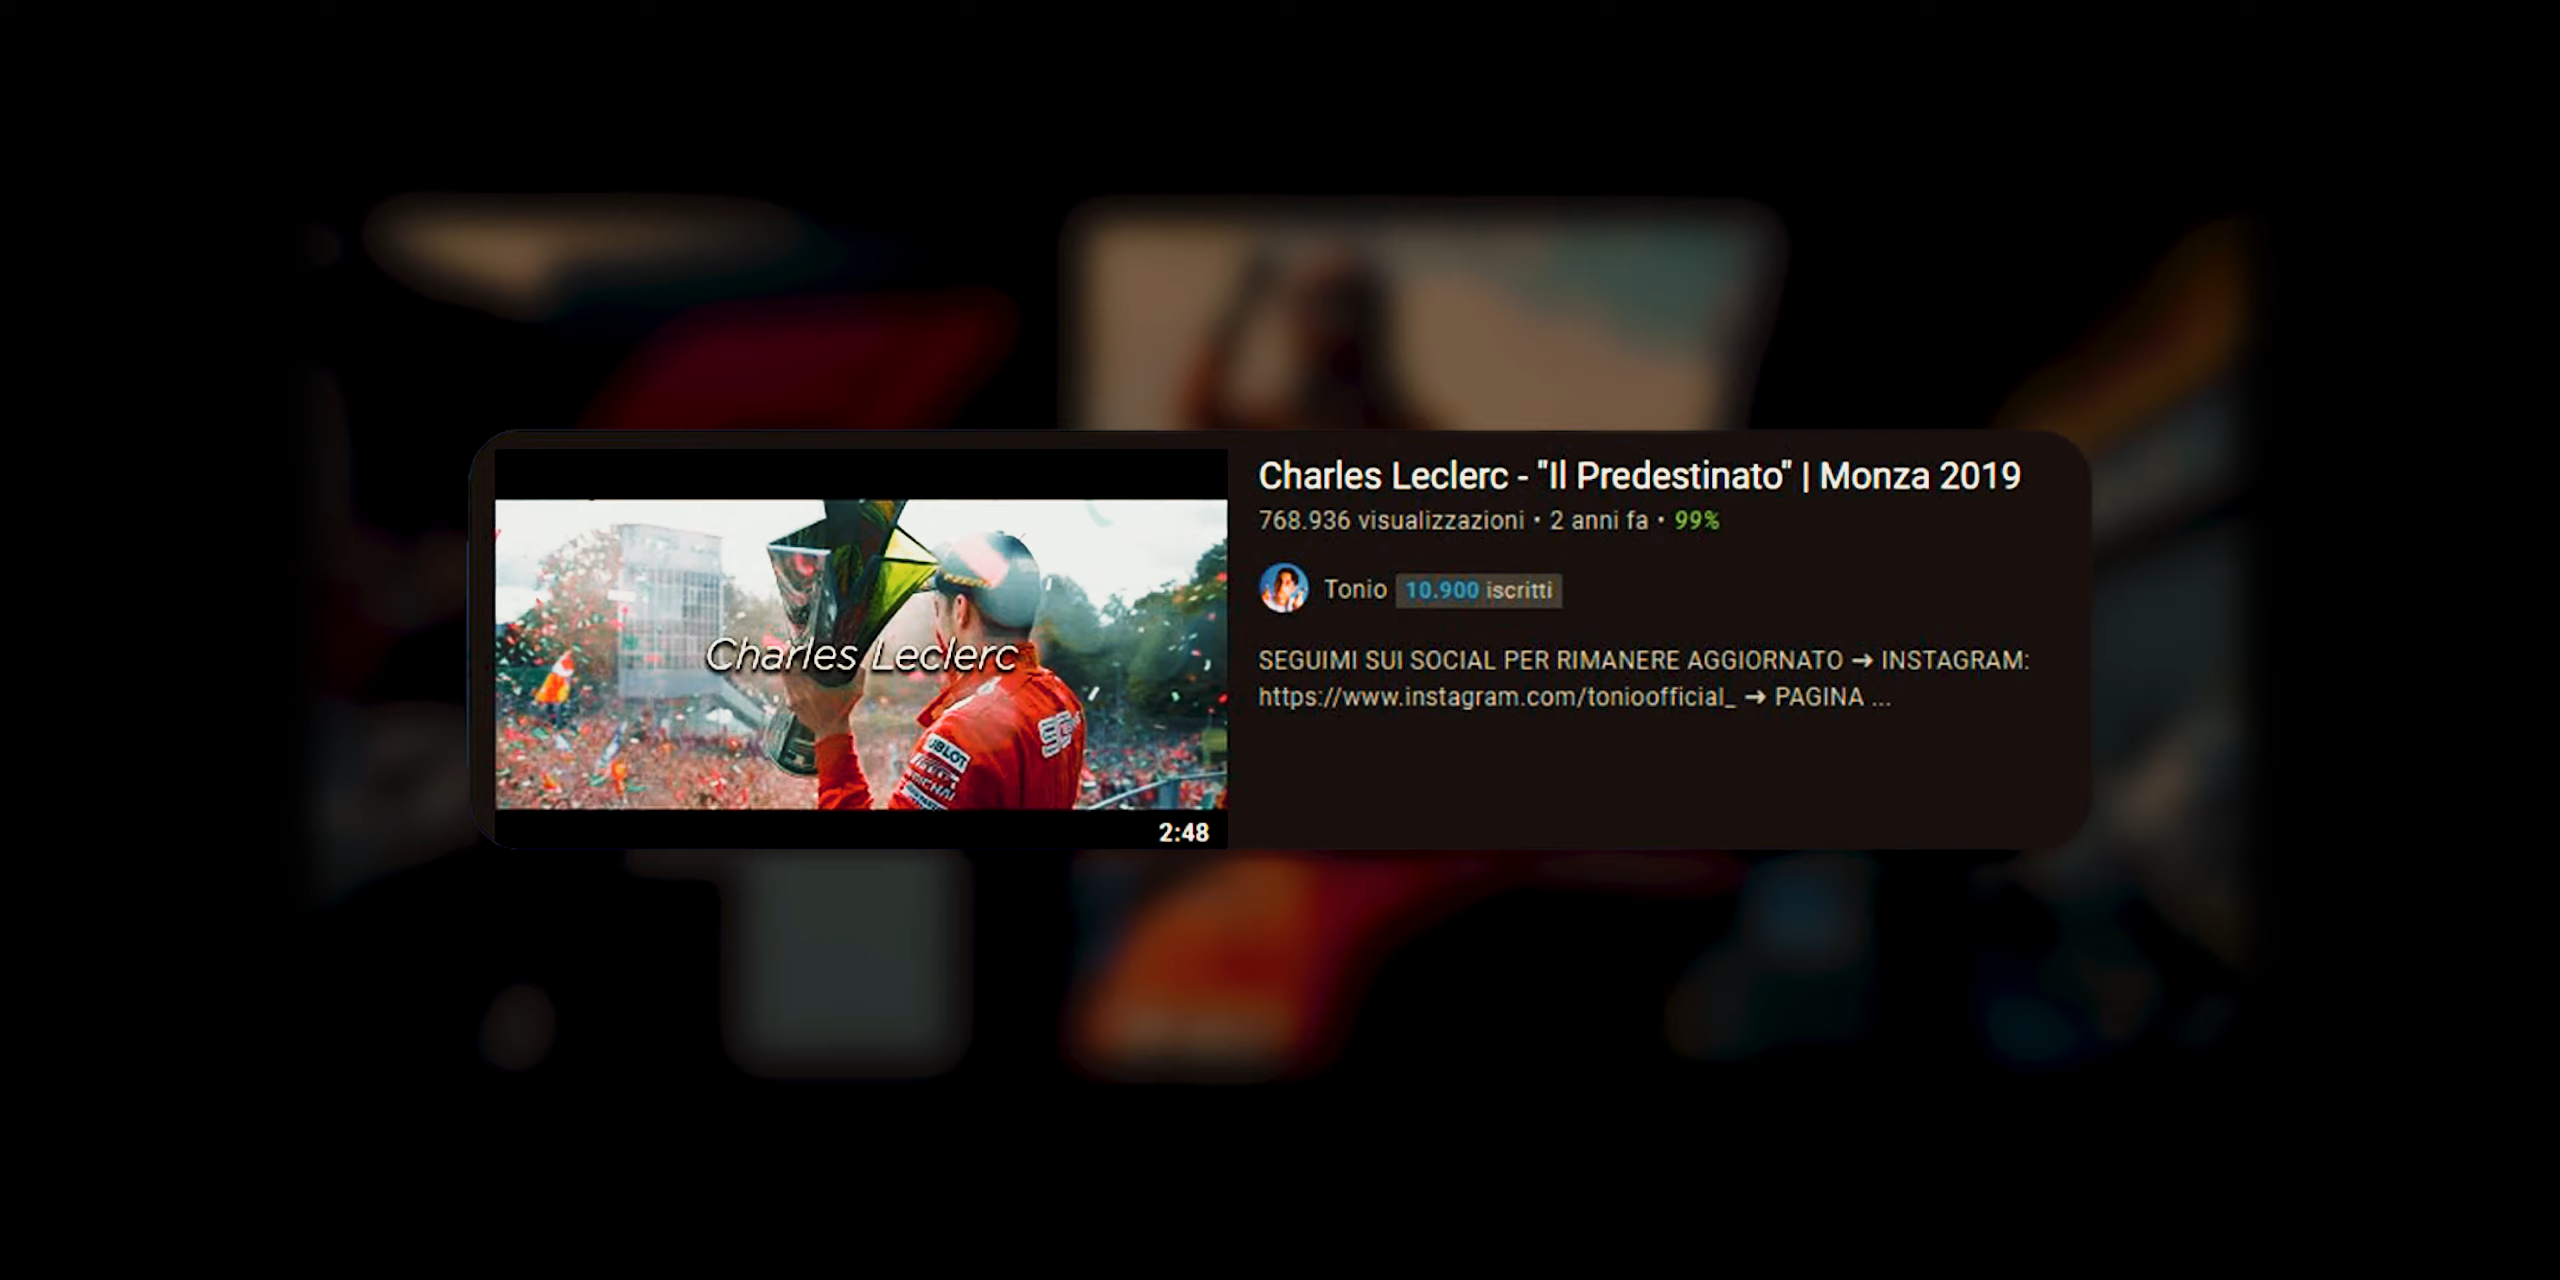 Charles Leclerc - "Il Predestinato" | Monza 2019
768.936 visualizzazioni • 2 anni fa • 99%
Tonio 10.900 iscritti
SEGUIMI SUI SOCIAL PER RIMANERE AGGIORNATO ➔ INSTAGRAM:
https://www.instagram.com/tonioofficial_ ➔ PAGINA ...
Charles Leclerc
2:48